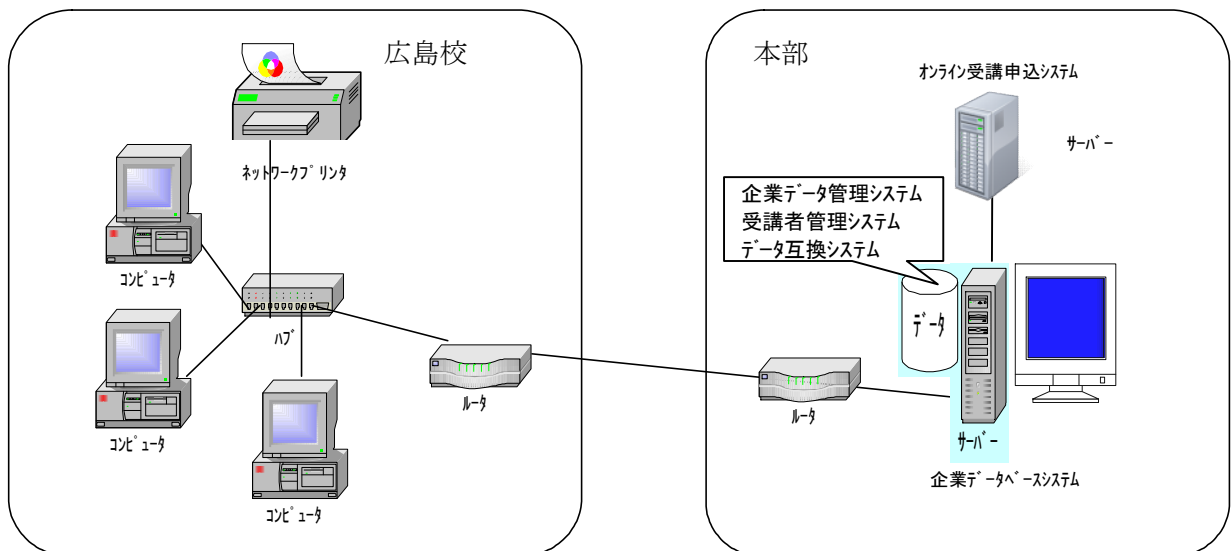 広島校
ネットワークプリンタ
コンピュータ
ハブ
コンピュータ
ルータ
コンピュータ
本部
オンライン受講申込システム
サーバー
企業データ管理システム
受講者管理システム
データ互換システム
データ
ルータ
サーバー
企業データベースシステム